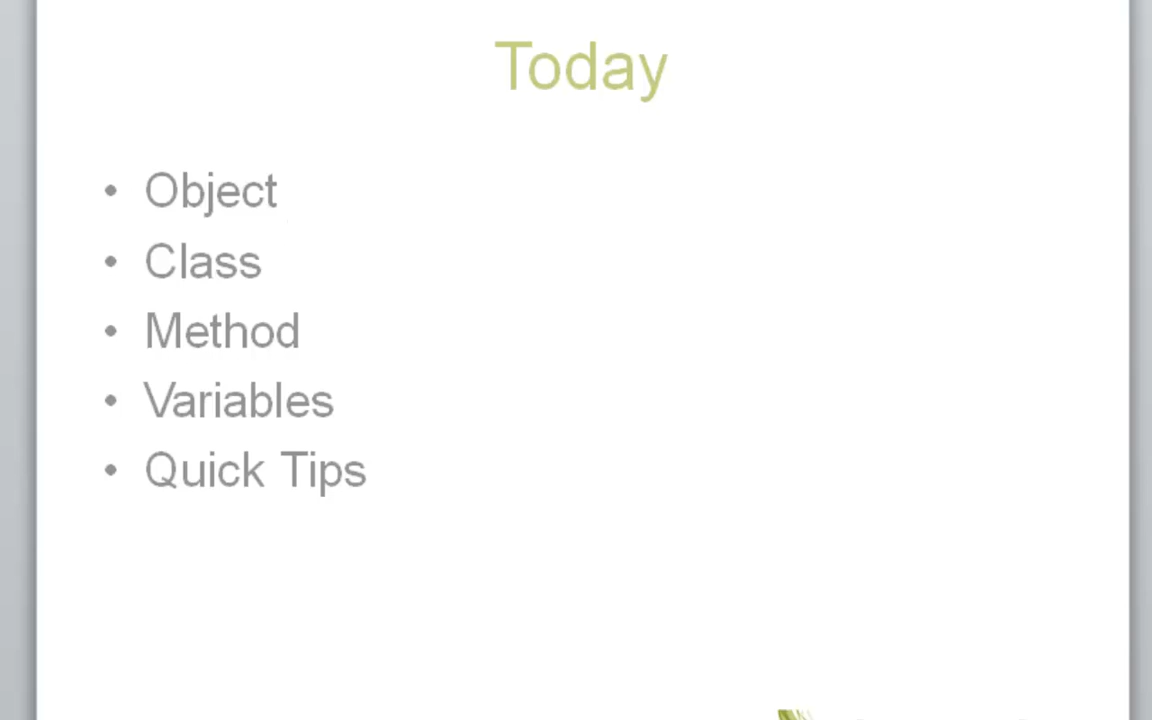 Today
• Object
• Class
• Method
• Variables
• Quick Tips